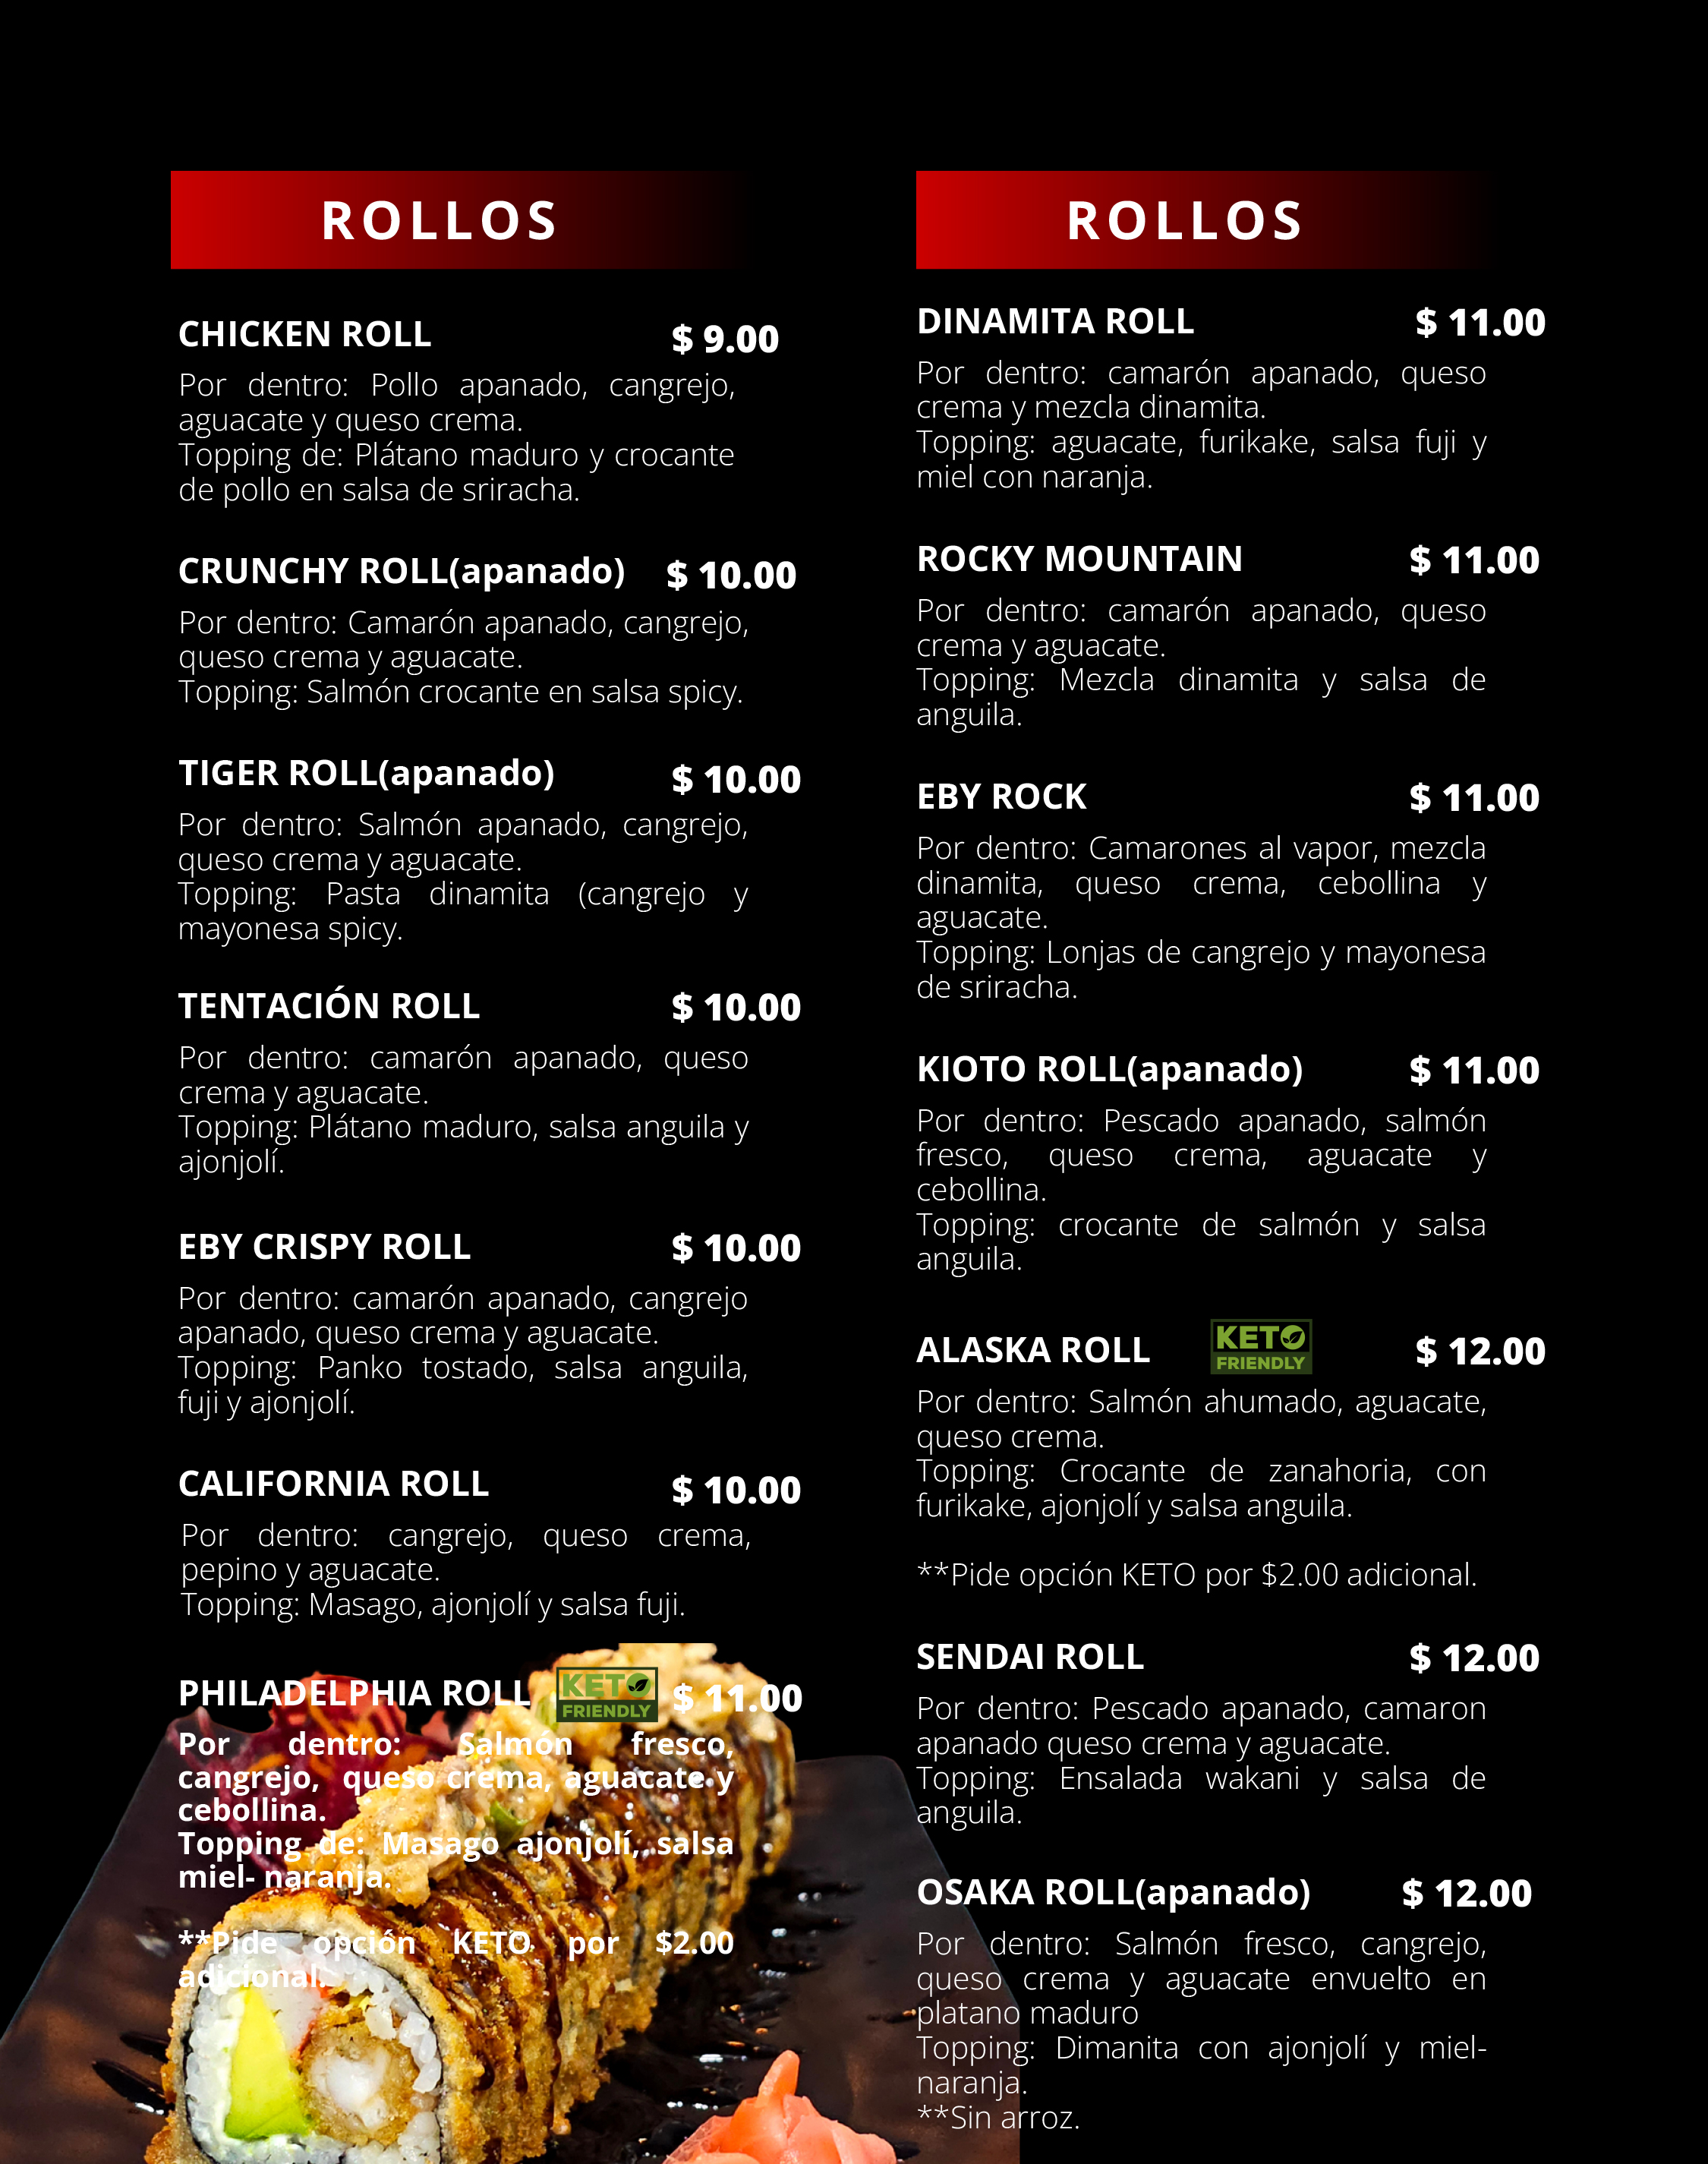 ROLLOS
CHICKEN ROLL $ 9.00
Por dentro: Pollo apanado, cangrejo,
aguacate y queso crema.
Topping de: Plátano maduro y crocante
de pollo en salsa de sriracha.
CRUNCHY ROLL(apanado) $ 10.00
Por dentro: Camarón apanado, cangrejo,
queso crema y aguacate.
Topping: Salmón crocante en salsa spicy.
TIGER ROLL(apanado) $ 10.00
Por dentro: Salmón apanado, cangrejo,
queso crema y aguacate.
Topping: Pasta dinamita (cangrejo y
mayonesa spicy.
TENTACIÓN ROLL $ 10.00
Por dentro: camarón apanado, queso
crema y aguacate.
Topping: Plátano maduro, salsa anguila y
ajonjolí.
EBY CRISPY ROLL $ 10.00
Por dentro: camarón apanado, cangrejo
apanado, queso crema y aguacate.
Topping: Panko tostado, salsa anguila,
fuji y ajonjolí.
CALIFORNIA ROLL $ 10.00
Por dentro: cangrejo, queso crema,
pepino y aguacate.
Topping: Masago, ajonjolí y salsa fuji.
PHILADELPHIA ROLL KETO FRIENDLY $ 11.00
Por dentro: Salmón fresco,
cangrejo, queso crema, aguacate y
cebollina.
Topping de: Masago ajonjolí, salsa
miel- naranja.
**Pide opción KETO por $2.00
adicional.
ROLLOS
DINAMITA ROLL $ 11.00
Por dentro: camarón apanado, queso
crema y mezcla dinamita.
Topping: aguacate, furikake, salsa fuji y
miel con naranja.
ROCKY MOUNTAIN $ 11.00
Por dentro: camarón apanado, queso
crema y aguacate.
Topping: Mezcla dinamita y salsa de
anguila.
EBY ROCK $ 11.00
Por dentro: Camarones al vapor, mezcla
dinamita, queso crema, cebollina y
aguacate.
Topping: Lonjas de cangrejo y mayonesa
de sriracha.
KIOTO ROLL(apanado) $ 11.00
Por dentro: Pescado apanado, salmón
fresco, queso crema, aguacate y
cebollina.
Topping: crocante de salmón y salsa
anguila.
ALASKA ROLL KETO FRIENDLY $ 12.00
Por dentro: Salmón ahumado, aguacate,
queso crema.
Topping: Crocante de zanahoria, con
furikake, ajonjolí y salsa anguila.
**Pide opción KETO por $2.00 adicional.
SENDAI ROLL $ 12.00
Por dentro: Pescado apanado, camaron
apanado queso crema y aguacate.
Topping: Ensalada wakani y salsa de
anguila.
OSAKA ROLL(apanado) $ 12.00
Por dentro: Salmón fresco, cangrejo,
queso crema y aguacate envuelto en
platano maduro
Topping: Dimanita con ajonjolí y miel-
naranja.
**Sin arroz.